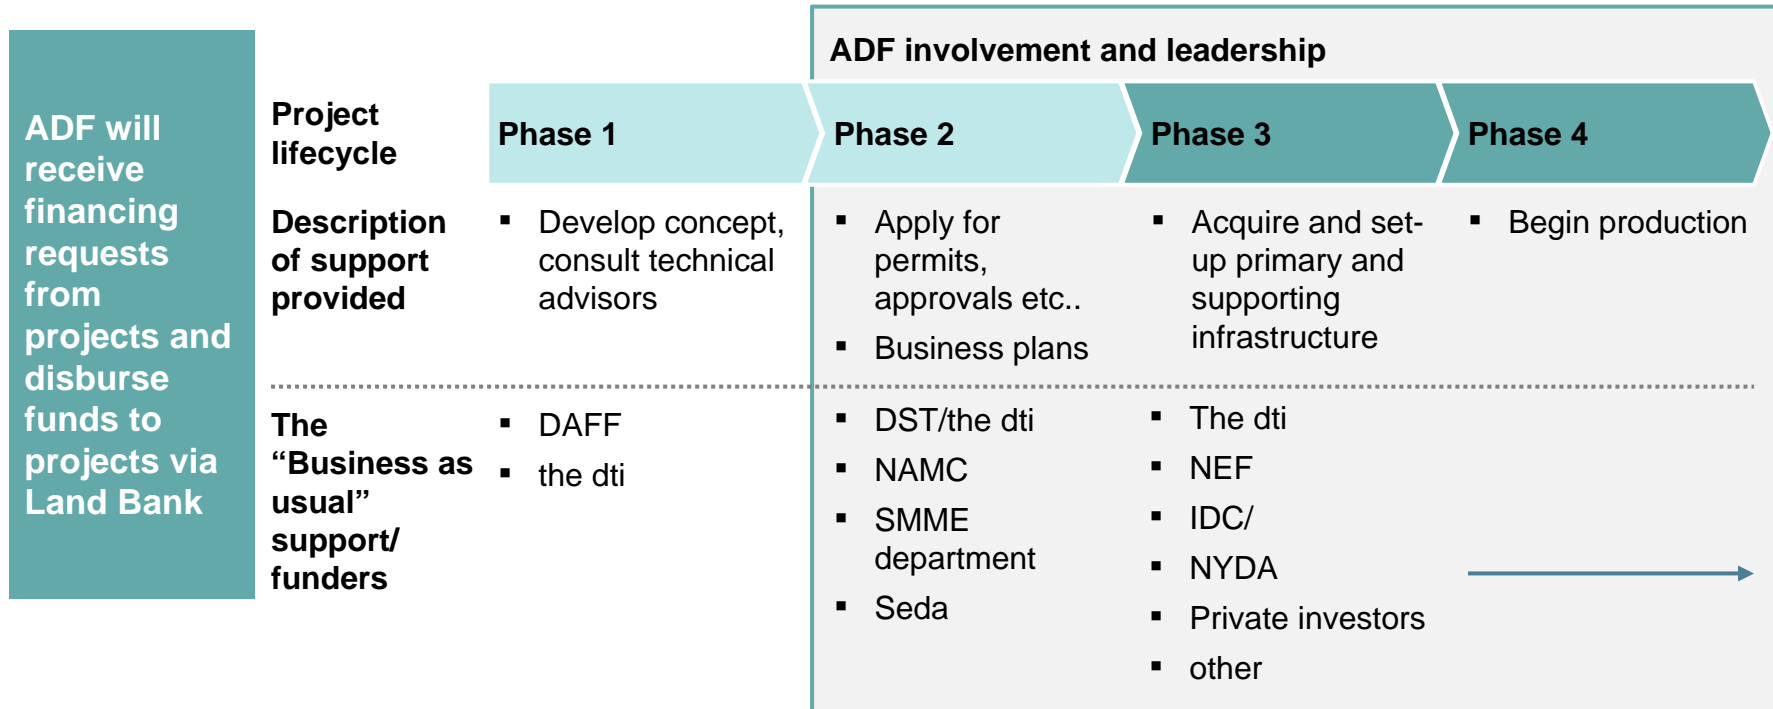 ADF will
receive
financing
requests
from
projects and
disburse
funds to
projects via
Land Bank
ADF involvement and leadership
Project
lifecycle
Phase 1
Phase 2
Phase 3
Phase 4
Description
of support
provided
▪ Develop concept,
consult technical
advisors
▪ Apply for
permits,
approvals etc..
▪ Business plans
▪ Acquire and set-
up primary and
supporting
infrastructure
▪ Begin production
The
“Business as
usual”
support/
funders
▪ DAFF
▪ the dti
▪ DST/the dti
▪ NAMC
▪ SMME
department
▪ Seda
▪ The dti
▪ NEF
▪ IDC/
▪ NYDA
▪ Private investors
▪ other